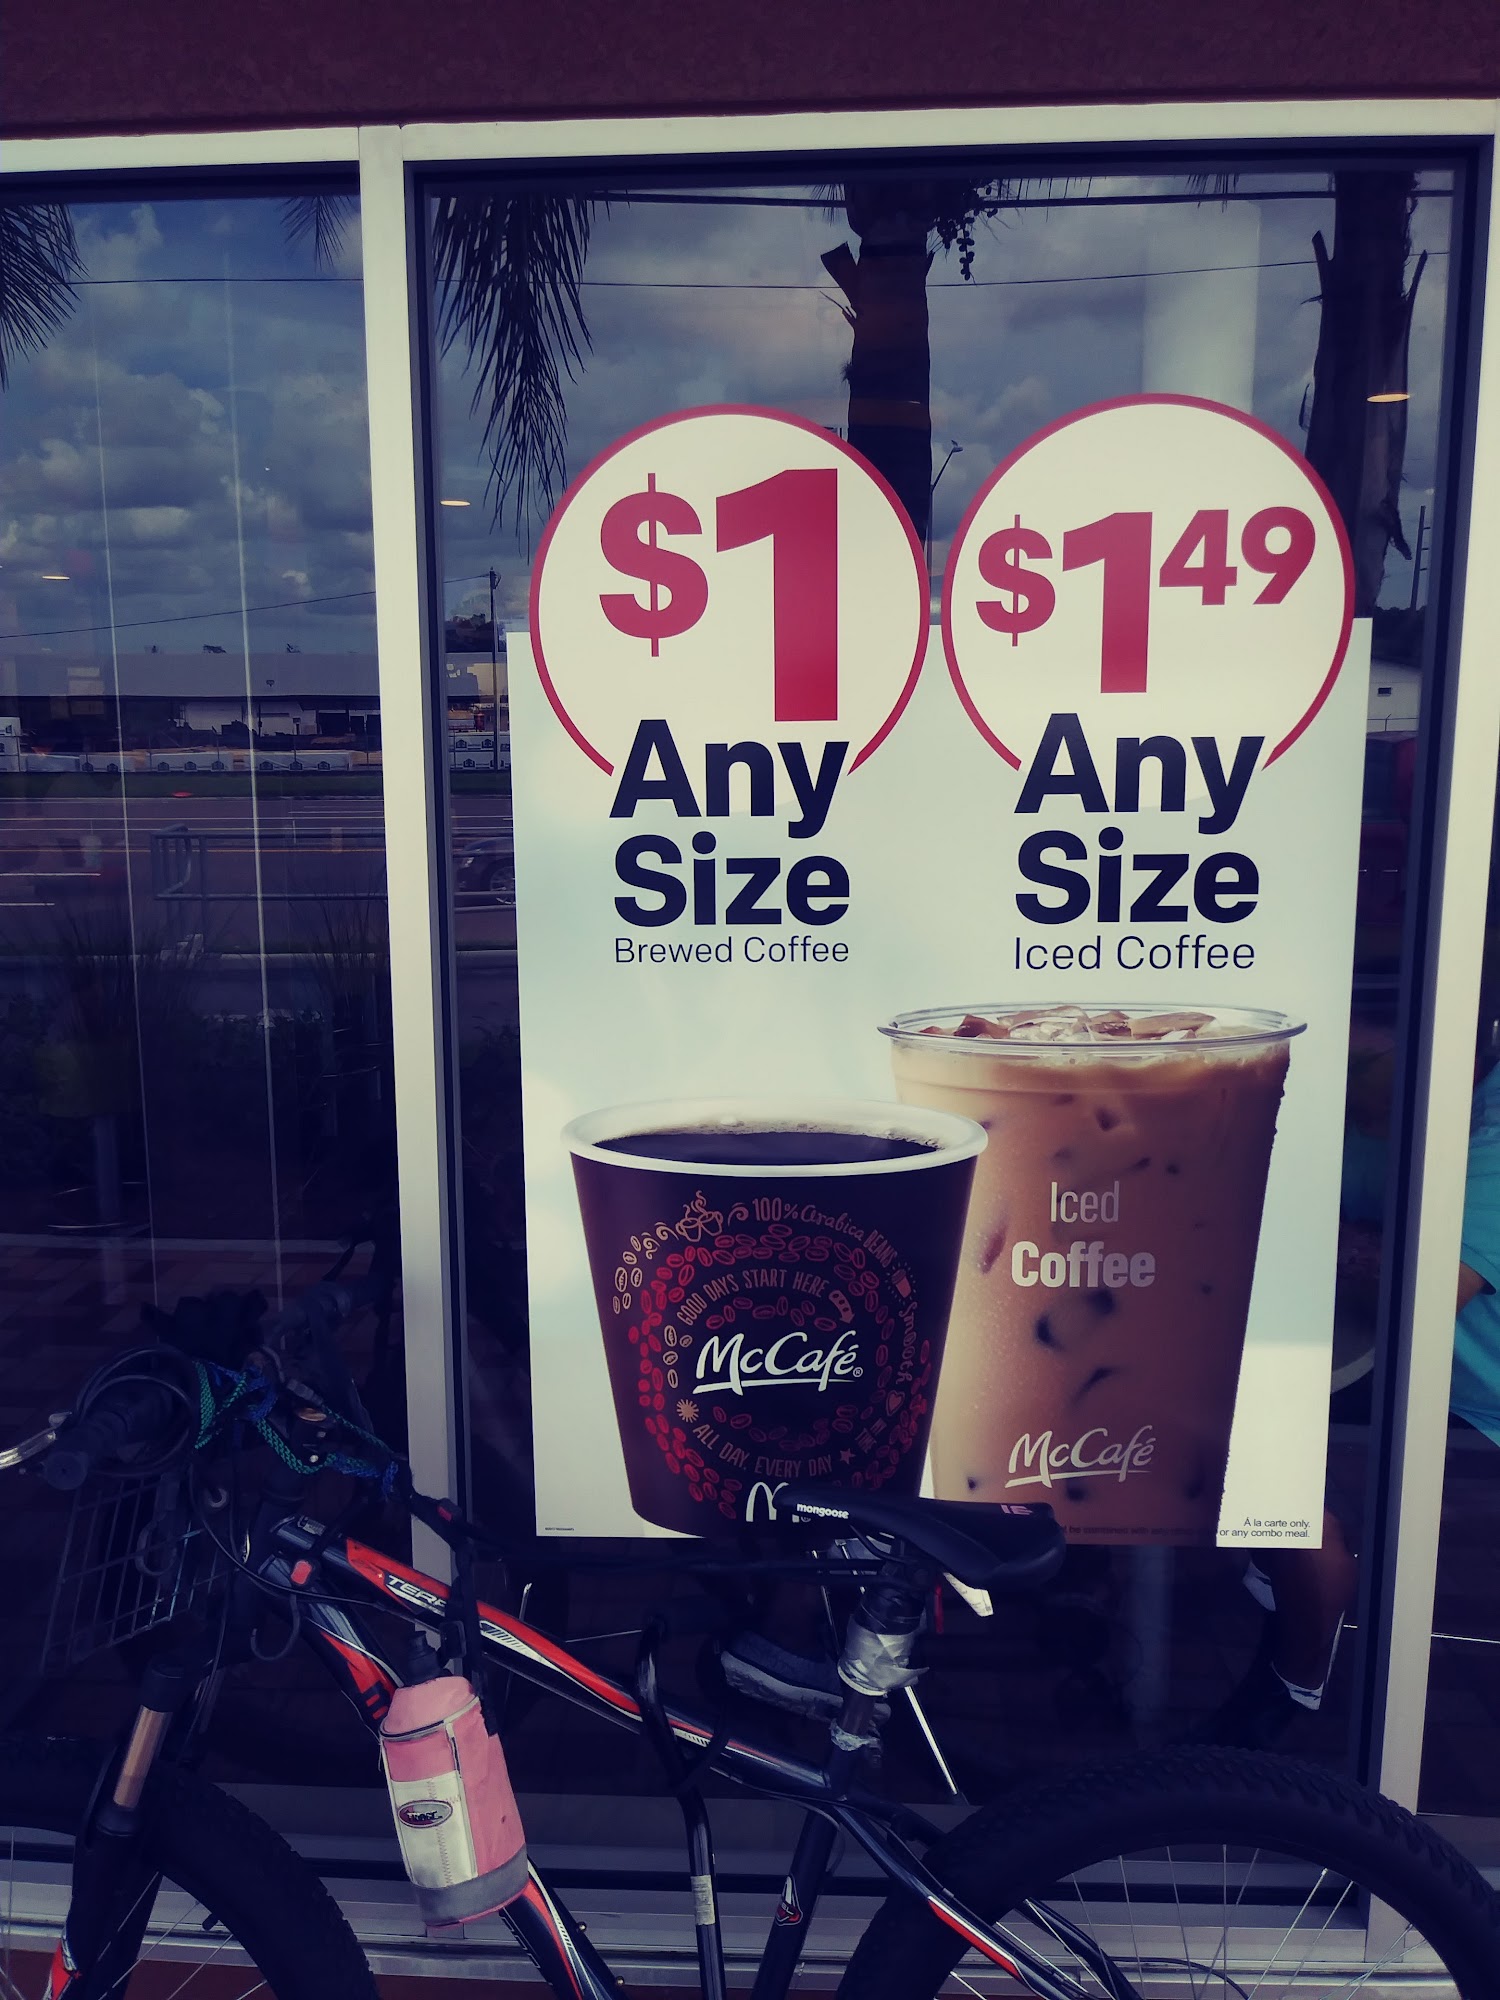 $1
Any
Size
Brewed Coffee
$1 49
Any
Size
Iced Coffee
100% Arabica BEANS
SMOOTH
GOOD DAYS START HERE
McCafé®
ALL DAY. EVERY DAY
Iced
Coffee
McCafé
À la carte only.
or any combo meal.
mongoose